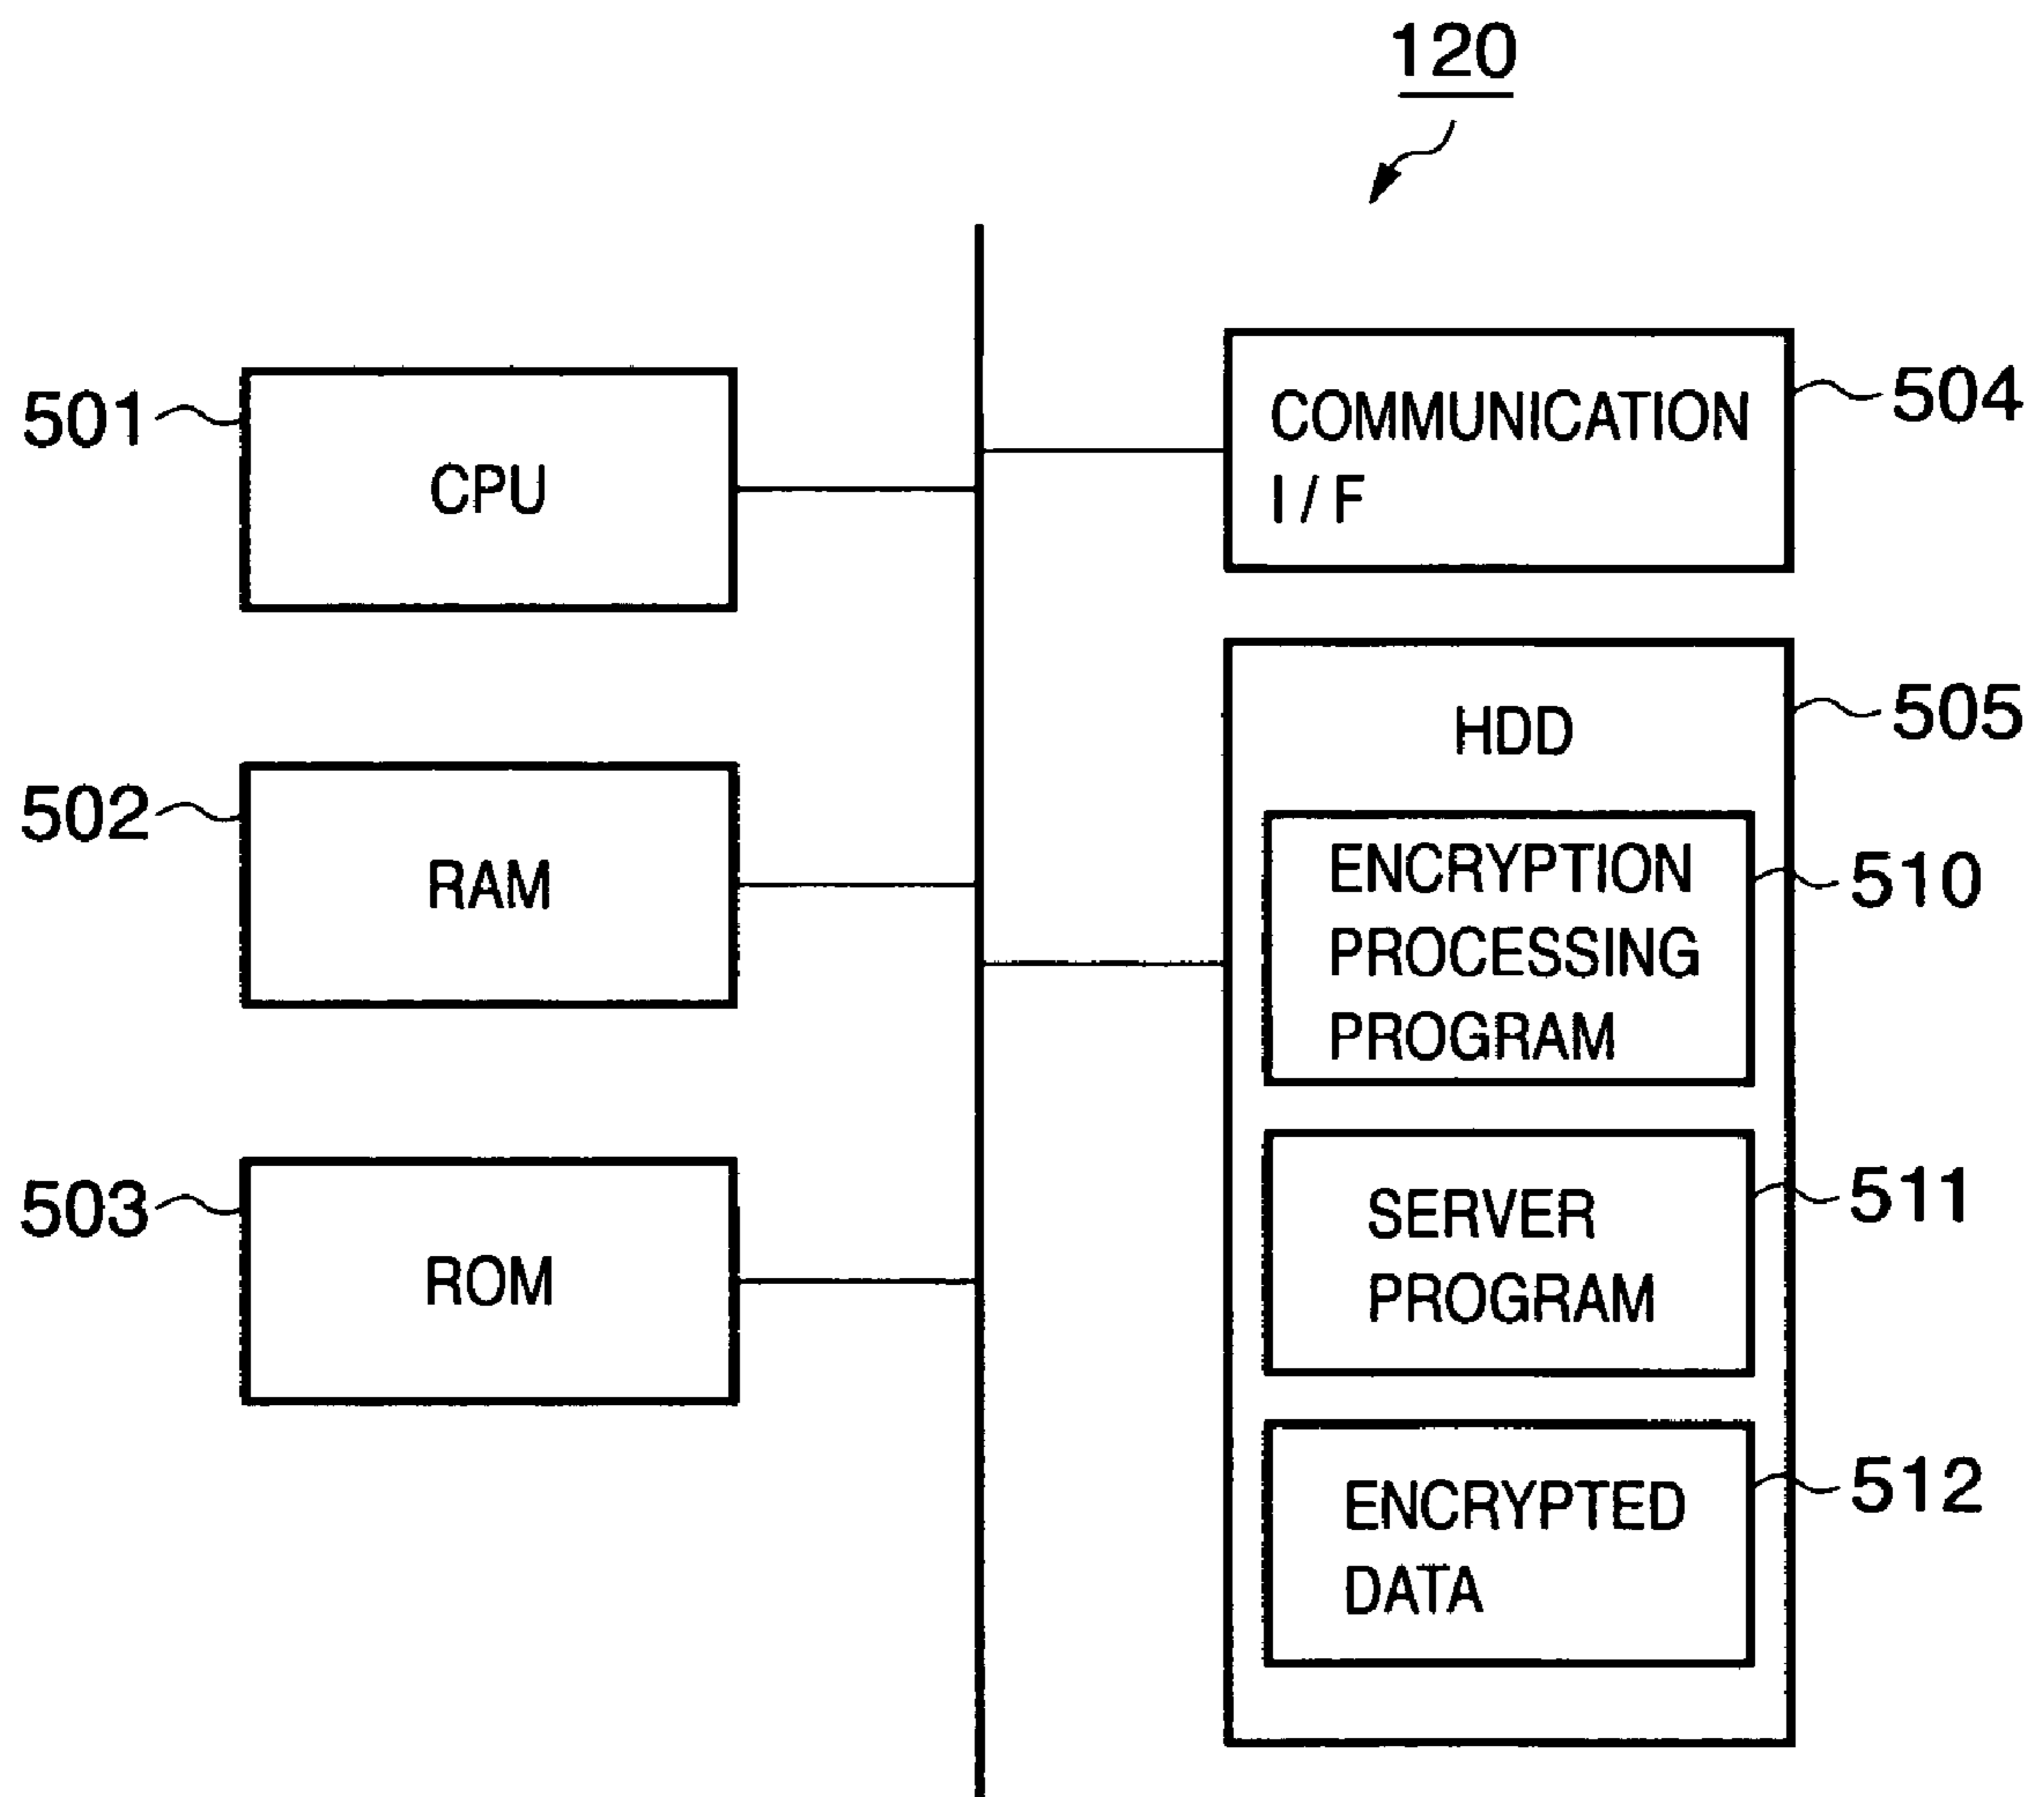 120
501
CPU
COMMUNICATION
I / F
504
502
RAM
HDD
505
ENCRYPTION
PROCESSING
PROGRAM
510
503
ROM
SERVER
PROGRAM
511
ENCRYPTED
DATA
512